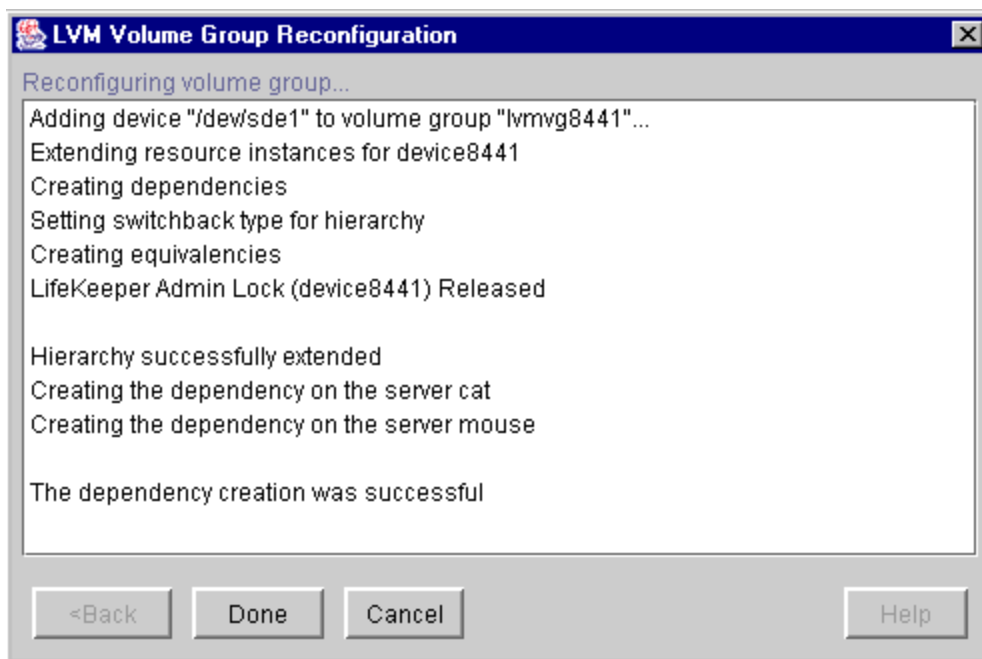 LVM Volume Group Reconfiguration
Reconfiguring volume group...
Adding device "/dev/sde1" to volume group "lvmvg8441"...
Extending resource instances for device8441
Creating dependencies
Setting switchback type for hierarchy
Creating equivalencies
LifeKeeper Admin Lock (device8441) Released
Hierarchy successfully extended
Creating the dependency on the server cat
Creating the dependency on the server mouse
The dependency creation was successful
<Back Done Cancel Help